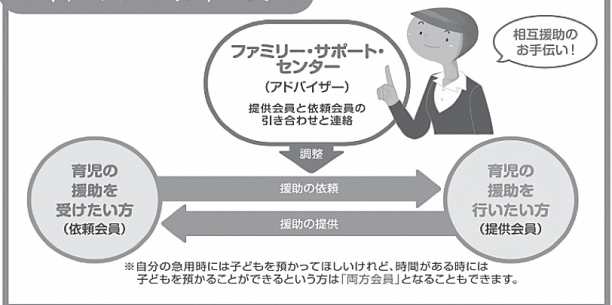 相互援助の
お手伝い！
ファミリー・サポート・
センター
（アドバイザー）
提供会員と依頼会員の
引き合わせと連絡
調整
育児の
援助を
受けたい方
（依頼会員）
援助の依頼
援助の提供
育児の
援助を
行いたい方
（提供会員）
※自分の急用時には子どもを預かってほしいけれど、時間がある時には
子どもを預かることができるという方は「両方会員」となることもできます。